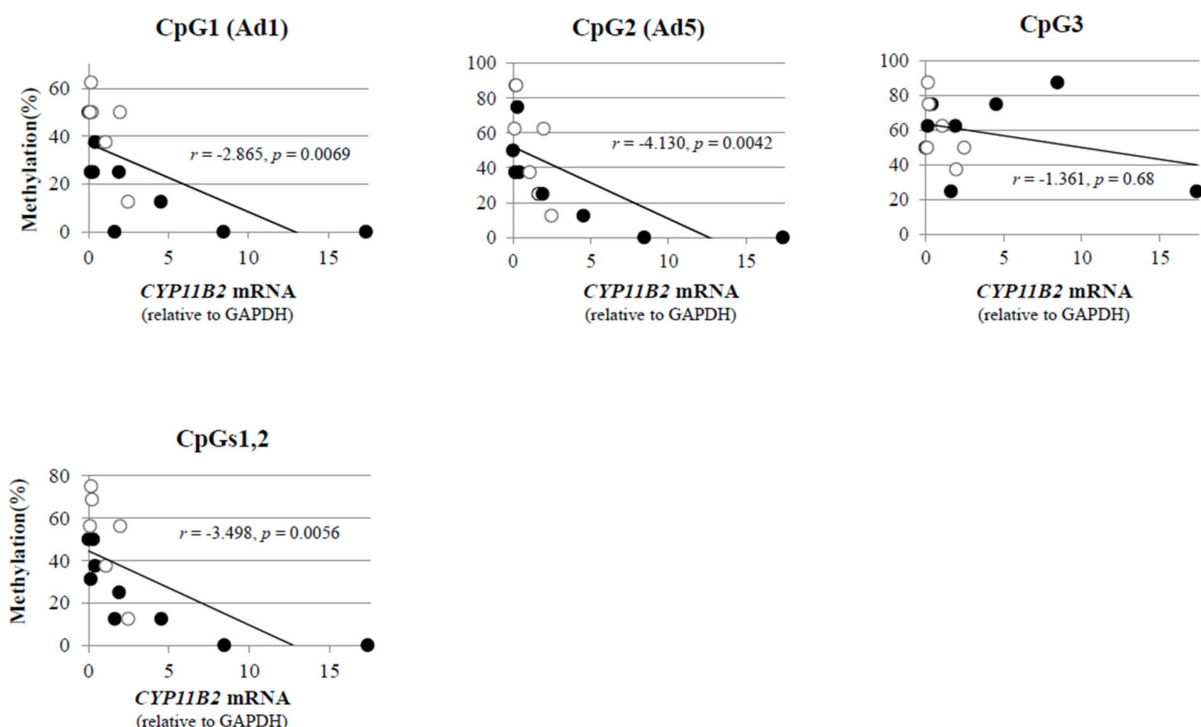 CpG1 (Ad1)
Methylation(%)
60
40
20
0
r = -2.865, p = 0.0069
0 5 10 15
CYP11B2 mRNA
(relative to GAPDH)
CpG2 (Ad5)
100
80
60
40
20
0
r = -4.130, p = 0.0042
0 5 10 15
CYP11B2 mRNA
(relative to GAPDH)
CpG3
100
80
60
40
20
0
r = -1.361, p = 0.68
0 5 10 15
CYP11B2 mRNA
(relative to GAPDH)
CpGs1,2
Methylation(%)
80
60
40
20
0
r = -3.498, p = 0.0056
0 5 10 15
CYP11B2 mRNA
(relative to GAPDH)